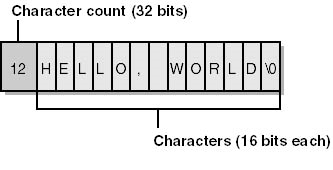 Character count (32 bits)
12 H E L L O , W O R L D \0
Characters (16 bits each)